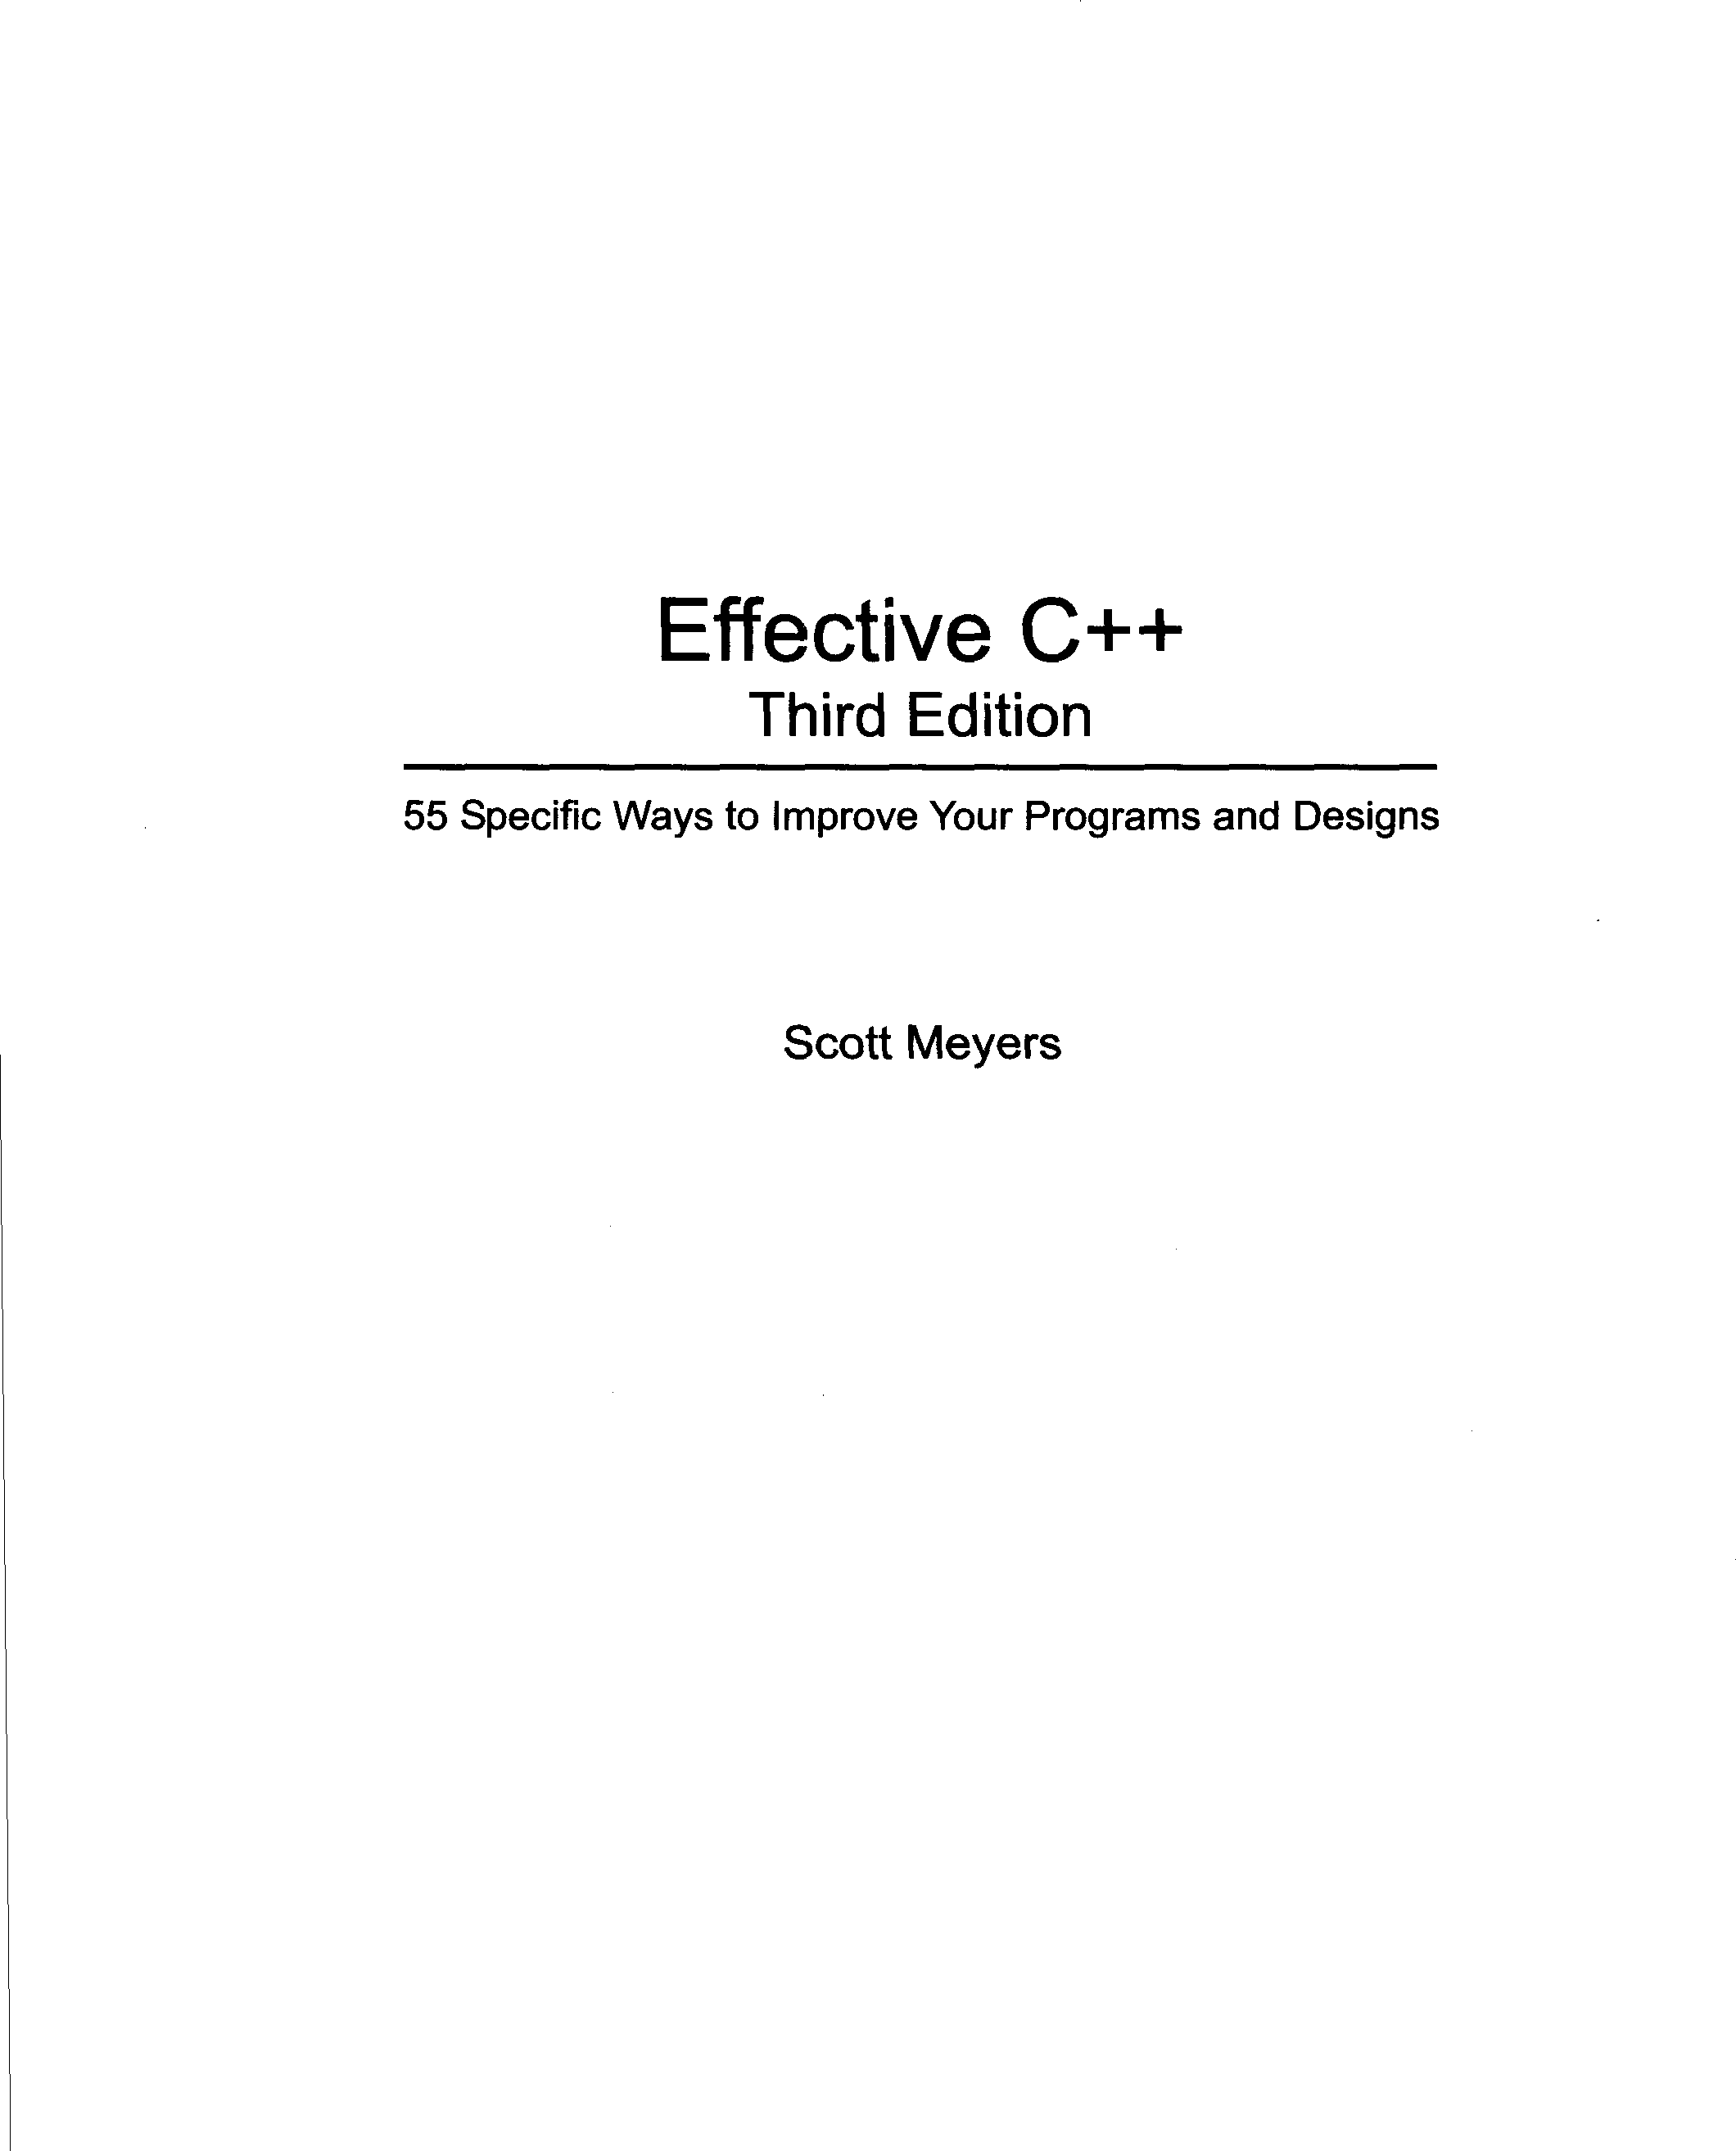 Effective C++
Third Edition
55 Specific Ways to Improve Your Programs and Designs
Scott Meyers